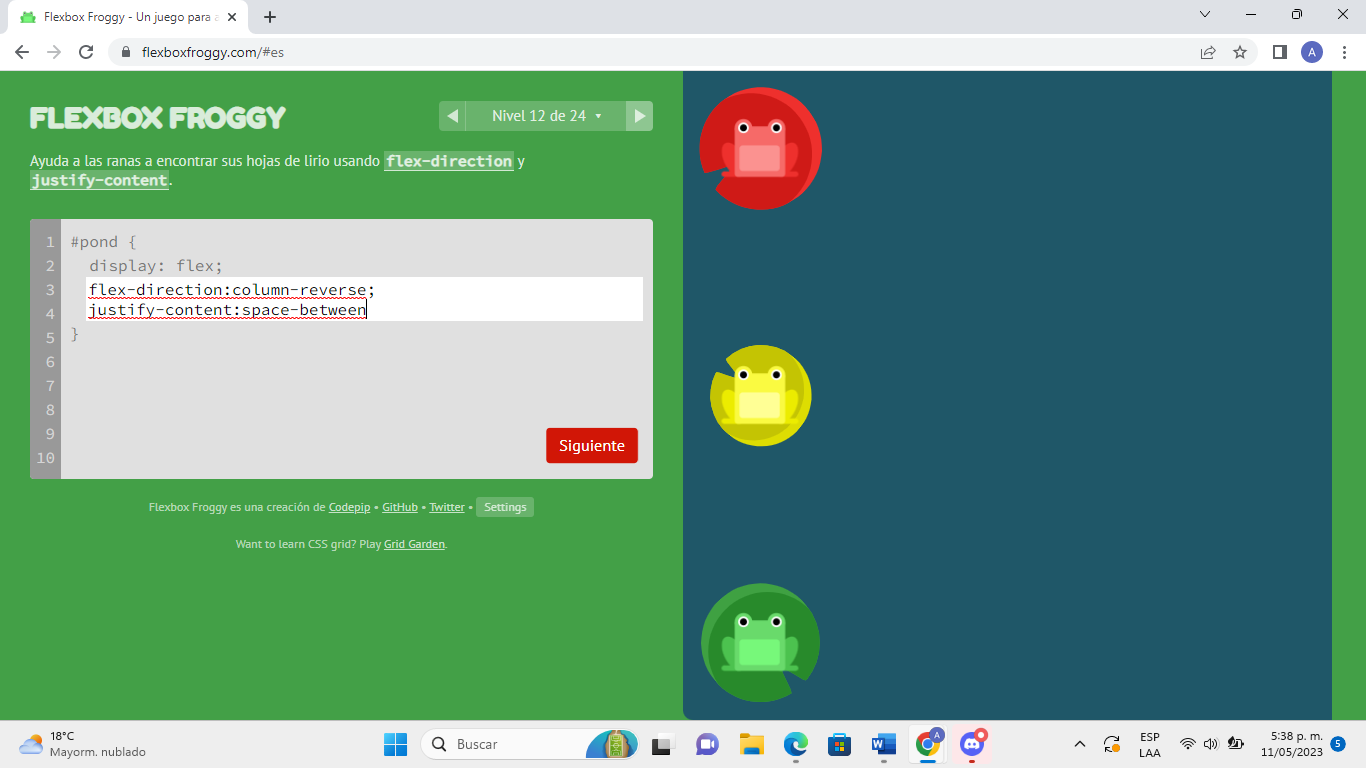 Flexbox Froggy - Un juego para a
flexboxfroggy.com/#es
A
FLEXBOX FROGGY
Nivel 12 de 24
Ayuda a las ranas a encontrar sus hojas de lirio usando flex-direction y
justify-content.
1 #pond {
2 display: flex;
3 flex-direction:column-reverse;
4 justify-content:space-between
5 }
6
7
8
9
10
Siguiente
Flexbox Froggy es una creación de Codepip • GitHub • Twitter • Settings
Want to learn CSS grid? Play Grid Garden.
18°C
Mayorm. nublado
Buscar
A
ESP
LAA
5:38 p. m.
11/05/2023
5